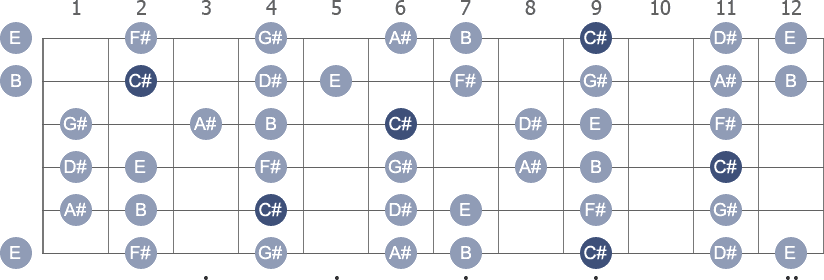 1 2 3 4 5 6 7 8 9 10 11 12
E F# G# A# B C# D# E
B C# D# E F# G# A# B
G# A# B C# D# E F#
D# E F# G# A# B C#
A# B C# D# E F# G#
E F# G# A# B C# D# E